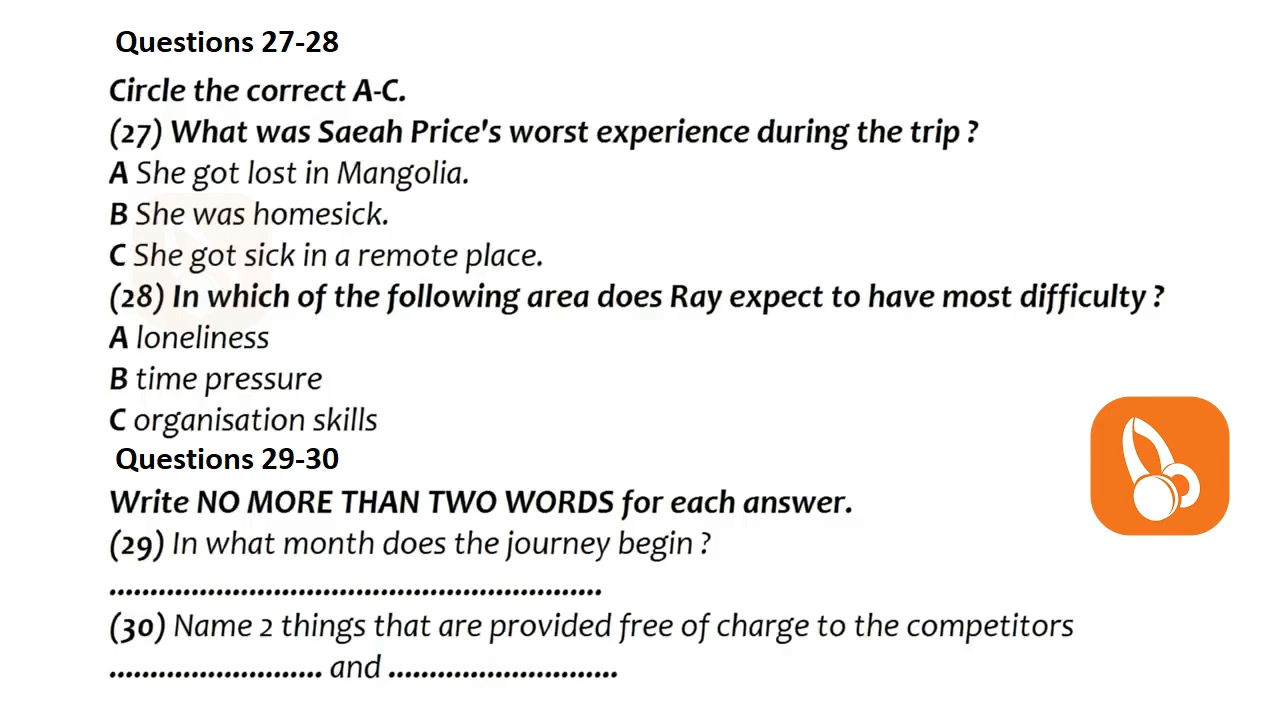 Questions 27-28
Circle the correct A-C.
(27) What was Saeah Price's worst experience during the trip ?
A She got lost in Mangolia.
B She was homesick.
C She got sick in a remote place.
(28) In which of the following area does Ray expect to have most difficulty ?
A loneliness
B time pressure
C organisation skills
Questions 29-30
Write NO MORE THAN TWO WORDS for each answer.
(29) In what month does the journey begin ?
.......................................................
(30) Name 2 things that are provided free of charge to the competitors
........................ and ..........................